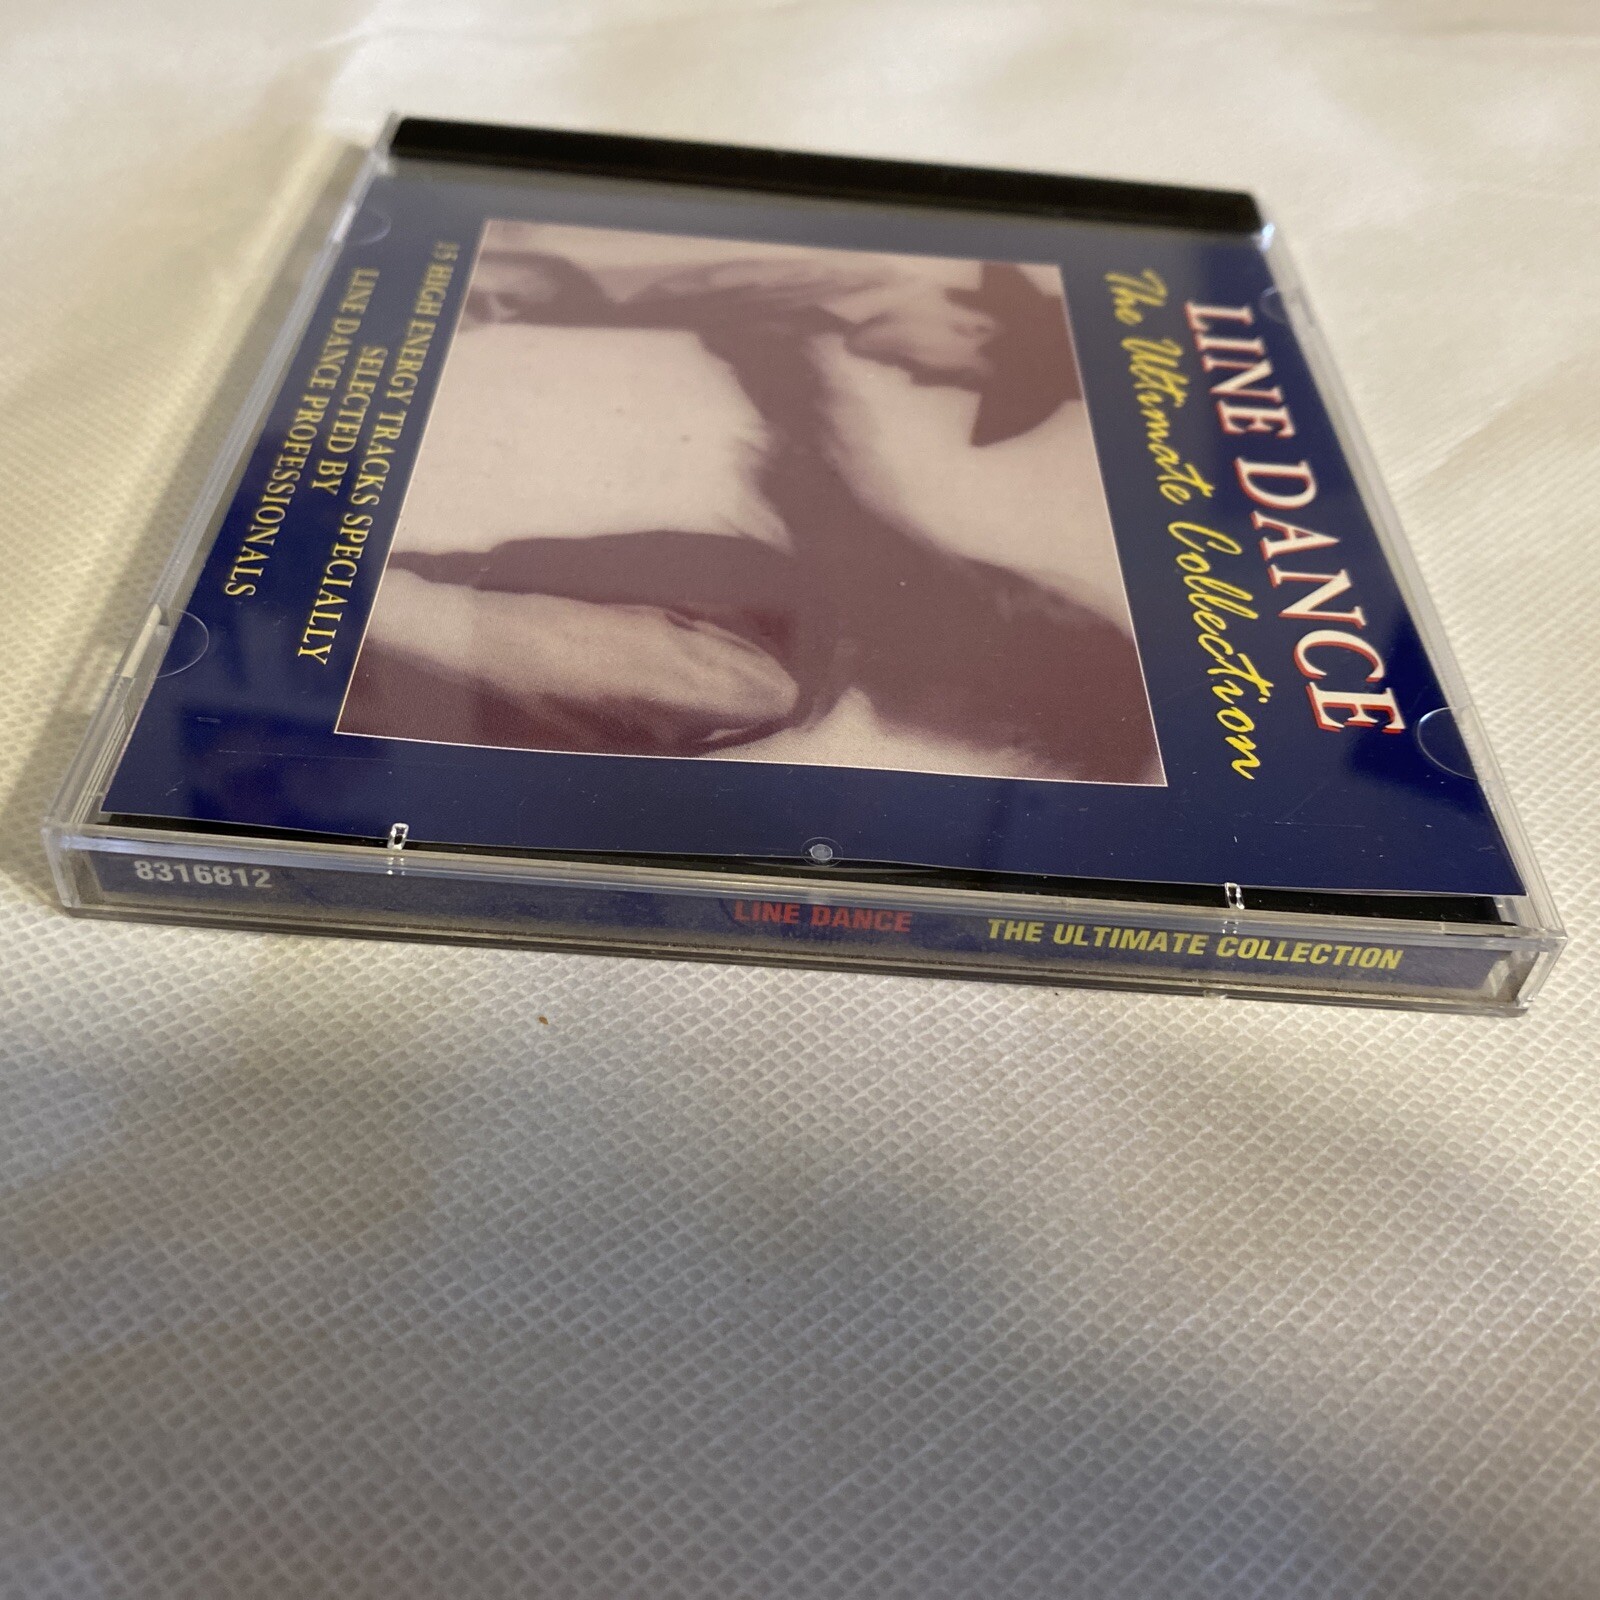 LINE DANCE
The Ultimate Collection
15 HIGH ENERGY TRACKS SPECIALLY
SELECTED BY
LINE DANCE PROFESSIONALS
8316812
LINE DANCE THE ULTIMATE COLLECTION